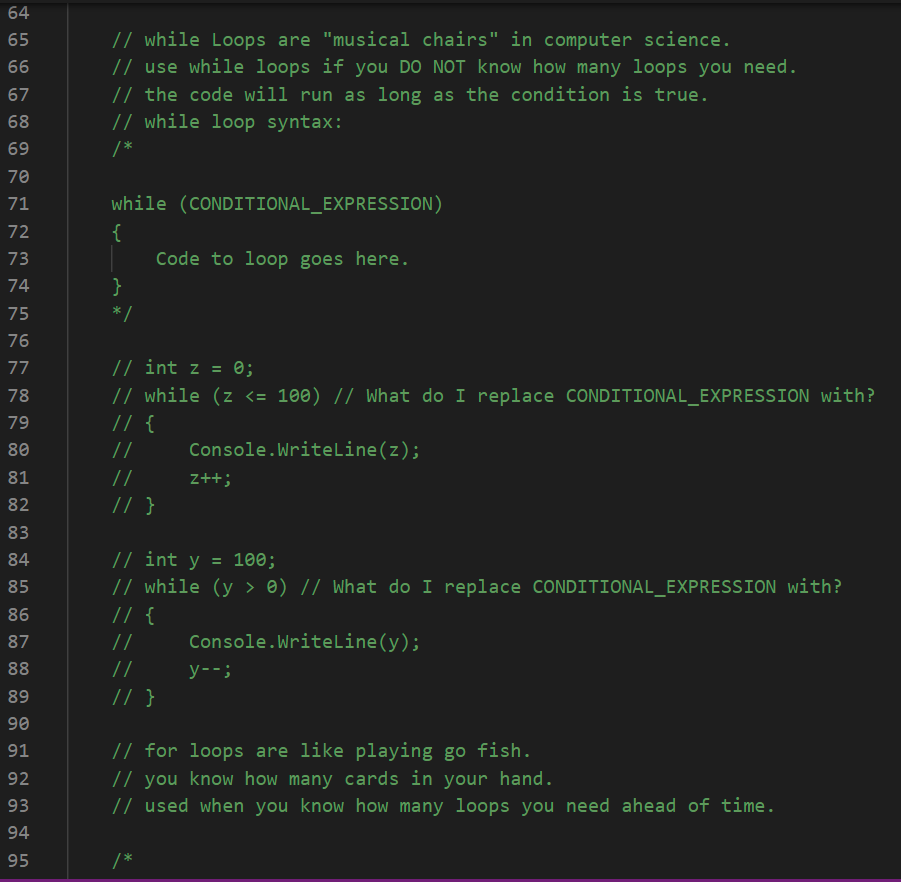 64
65 // while Loops are "musical chairs" in computer science.
66 // use while loops if you DO NOT know how many loops you need.
67 // the code will run as long as the condition is true.
68 // while loop syntax:
69 /*
70
71 while (CONDITIONAL_EXPRESSION)
72 {
73     Code to loop goes here.
74 }
75 */
76
77 // int z = 0;
78 // while (z <= 100) // What do I replace CONDITIONAL_EXPRESSION with?
79 // {
80 //     Console.WriteLine(z);
81 //     z++;
82 // }
83
84 // int y = 100;
85 // while (y > 0) // What do I replace CONDITIONAL_EXPRESSION with?
86 // {
87 //     Console.WriteLine(y);
88 //     y--;
89 // }
90
91 // for loops are like playing go fish.
92 // you know how many cards in your hand.
93 // used when you know how many loops you need ahead of time.
94
95 /*